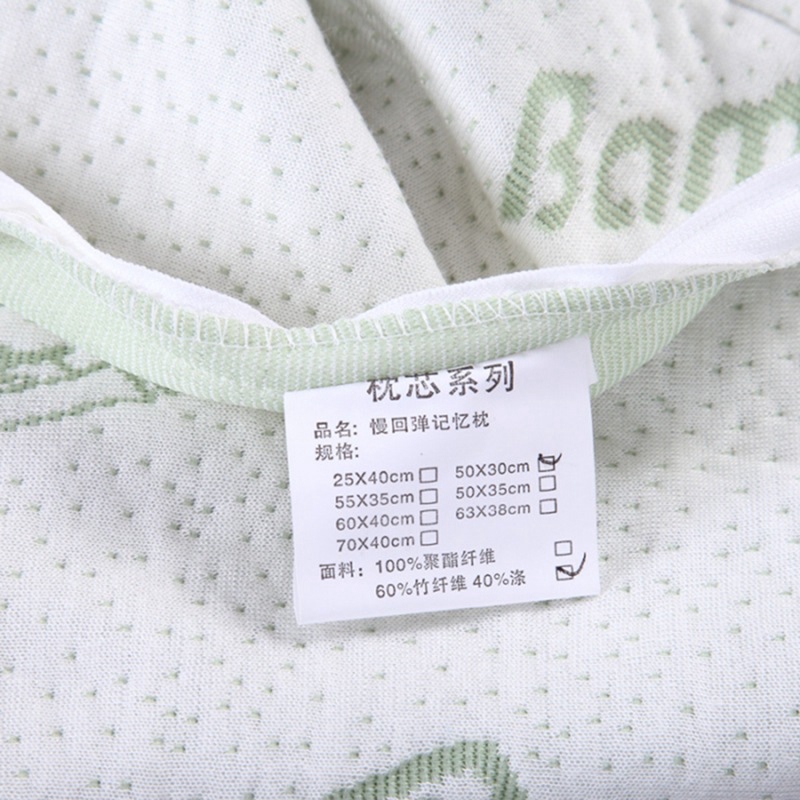 Bam
枕芯系列
品名: 慢回弹记忆枕
规格:
25X40cm□ 50X30cm☑
55X35cm□ 50X35cm□
60X40cm□ 63X38cm□
70X40cm□
面料: 100%聚酯纤维 □
60%竹纤维 40%涤 ☑